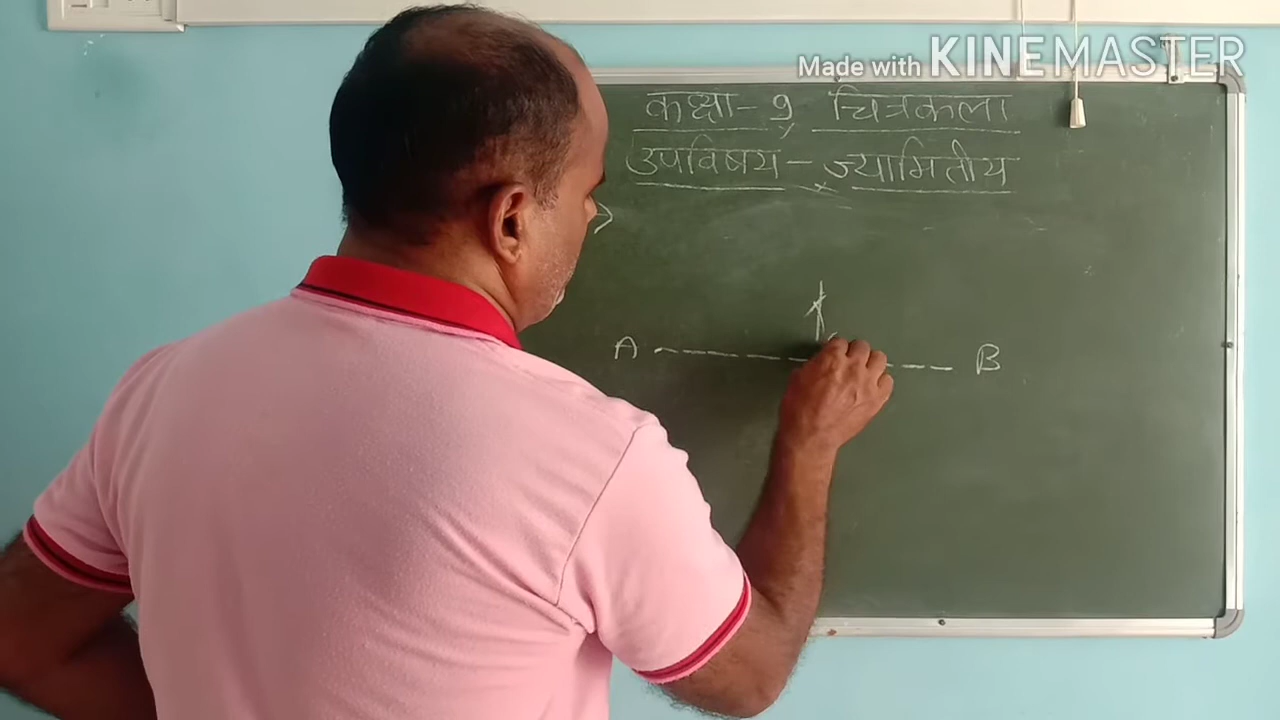 Made with KINEMASTER
कक्षा - 9, चित्रकला
उपविषय - ज्यामितीय
A B